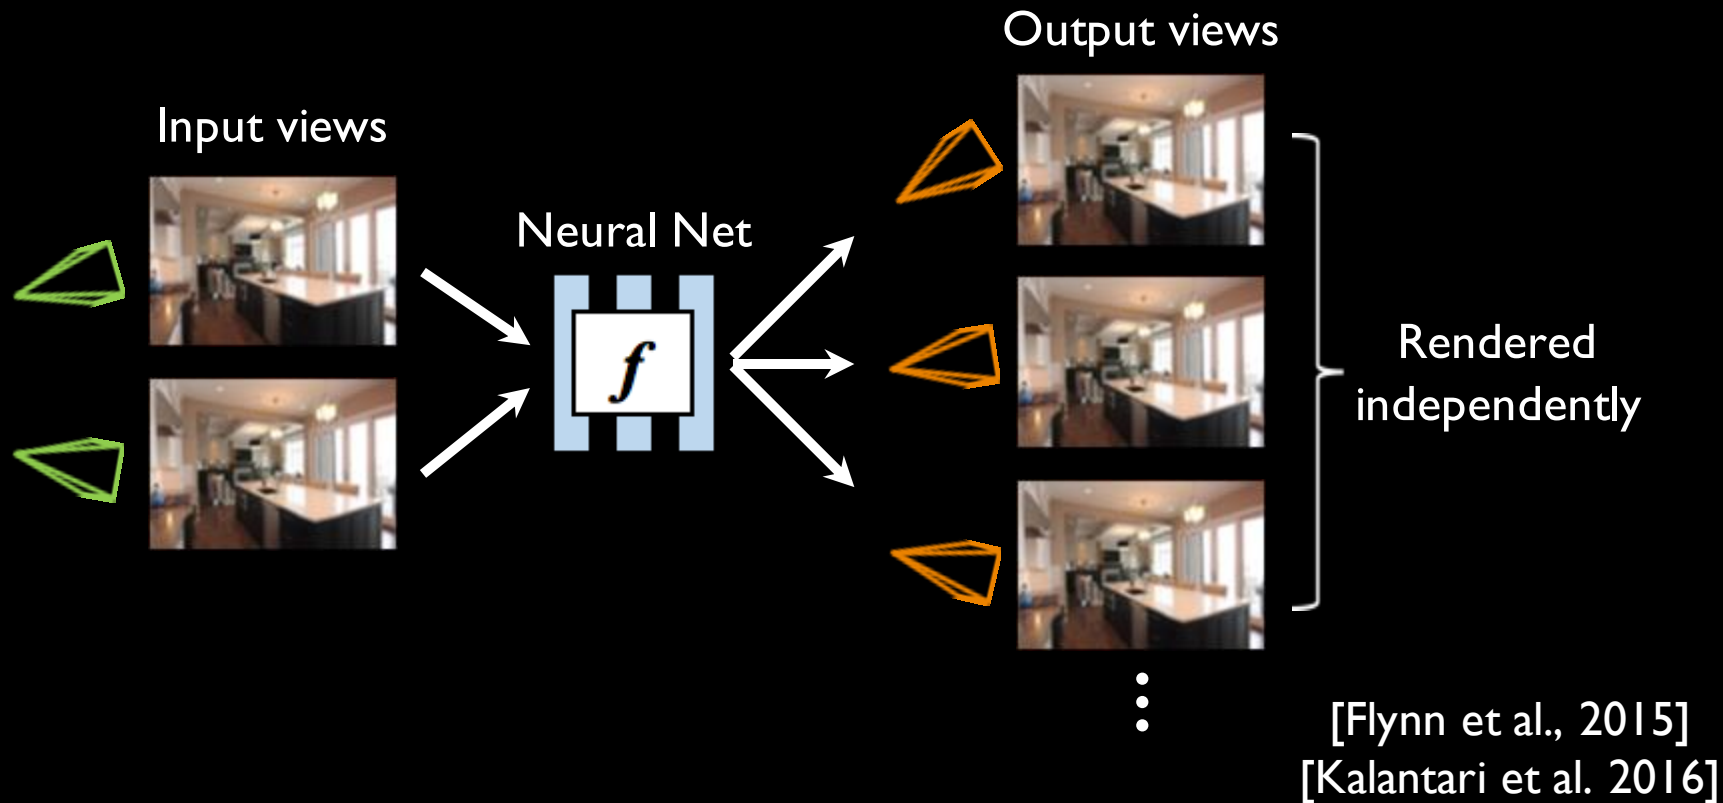 Output views
Input views
Neural Net
f
Rendered
independently
[Flynn et al., 2015]
[Kalantari et al. 2016]